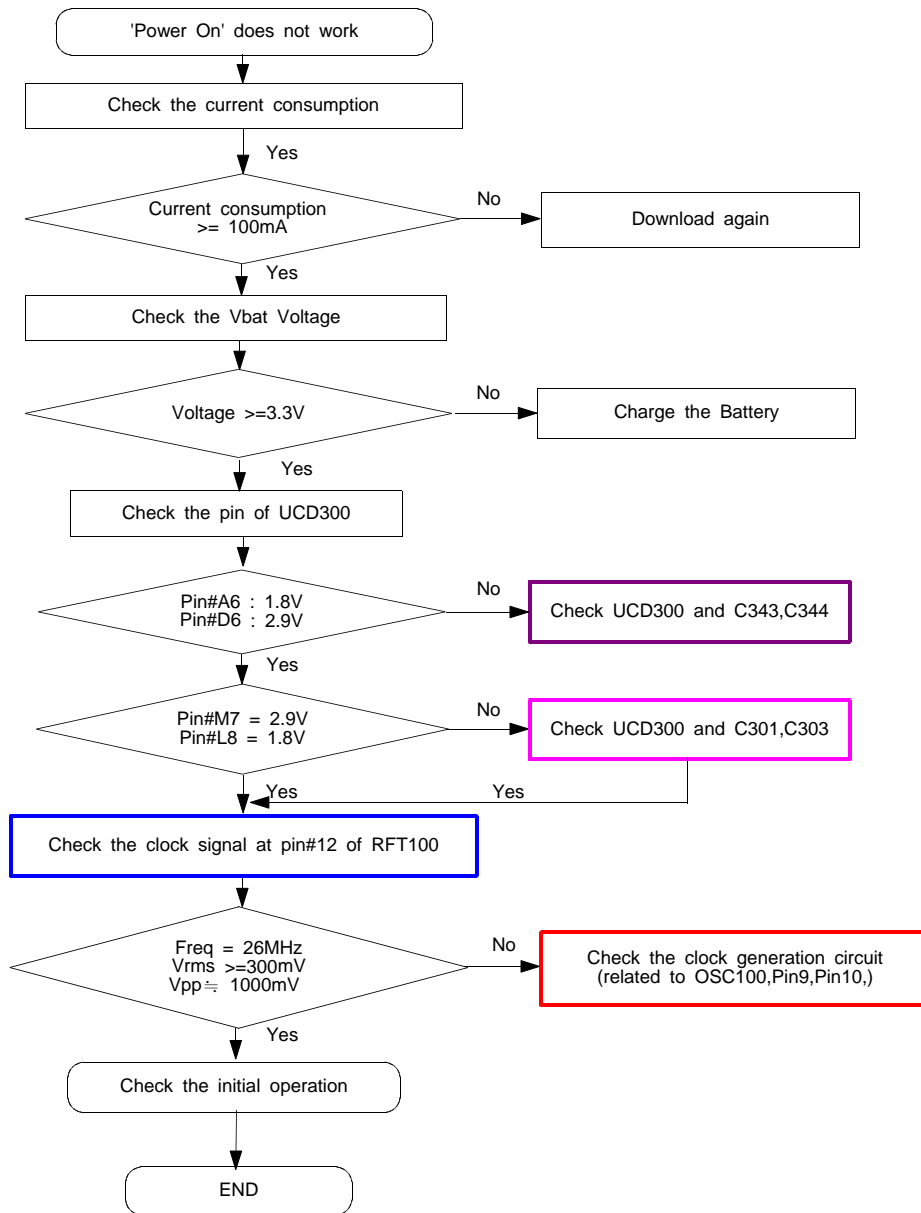 'Power On' does not work
Check the current consumption
Yes
Current consumption
>= 100mA
No
Download again
Yes
Check the Vbat Voltage
Voltage >=3.3V
No
Charge the Battery
Yes
Check the pin of UCD300
Pin#A6 : 1.8V
Pin#D6 : 2.9V
No
Check UCD300 and C343,C344
Yes
Pin#M7 = 2.9V
Pin#L8 = 1.8V
No
Check UCD300 and C301,C303
Yes
Yes
Check the clock signal at pin#12 of RFT100
Freq = 26MHz
Vrms >=300mV
Vpp≒ 1000mV
No
Check the clock generation circuit
(related to OSC100,Pin9,Pin10,)
Yes
Check the initial operation
END